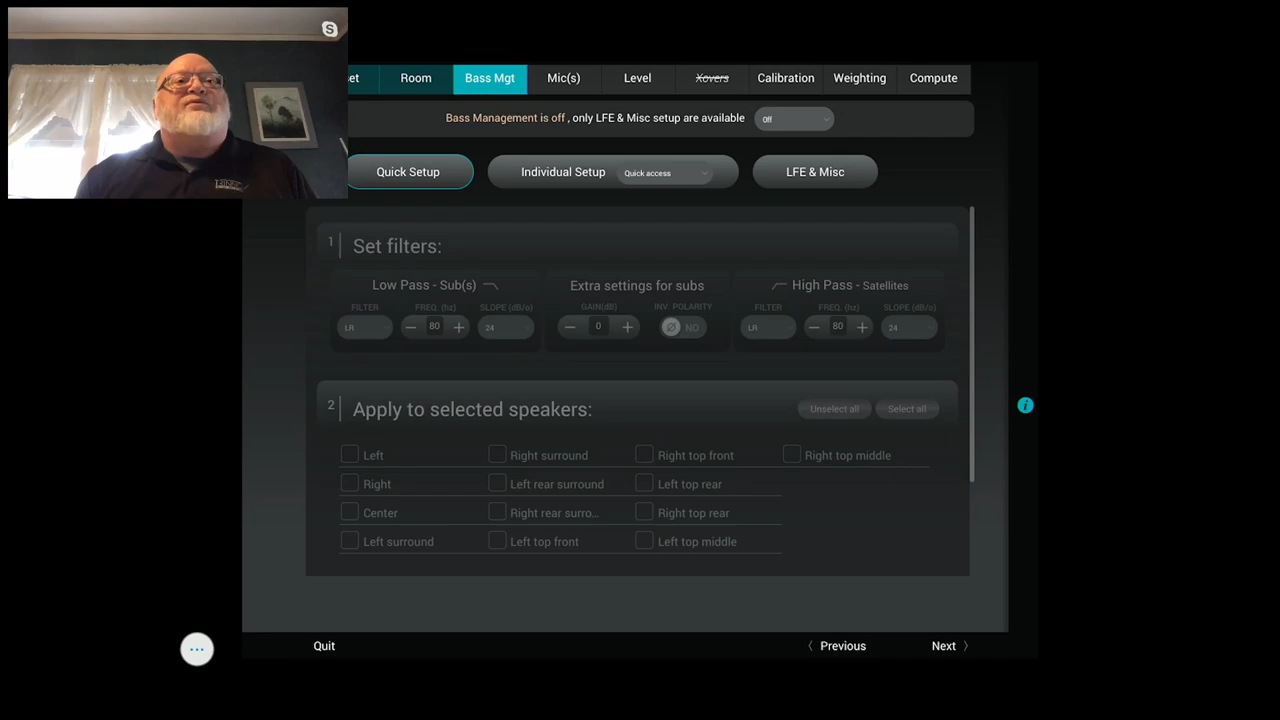 et Room Bass Mgt Mic(s) Level Xovers Calibration Weighting Compute
Bass Management is off , only LFE & Misc setup are available Off
Quick Setup Individual Setup Quick access LFE & Misc
1 Set filters:
Low Pass - Sub(s) Extra settings for subs High Pass - Satellites
FILTER FREQ. (hz) SLOPE (dB/o) GAIN(dB) INV. POLARITY FILTER FREQ. (hz) SLOPE (dB/o)
LR 80 24 0 NO LR 80 24
2 Apply to selected speakers: Unselect all Select all
Left Right surround Right top front Right top middle
Right Left rear surround Left top rear
Center Right rear surro... Right top rear
Left surround Left top front Left top middle
Quit Previous Next